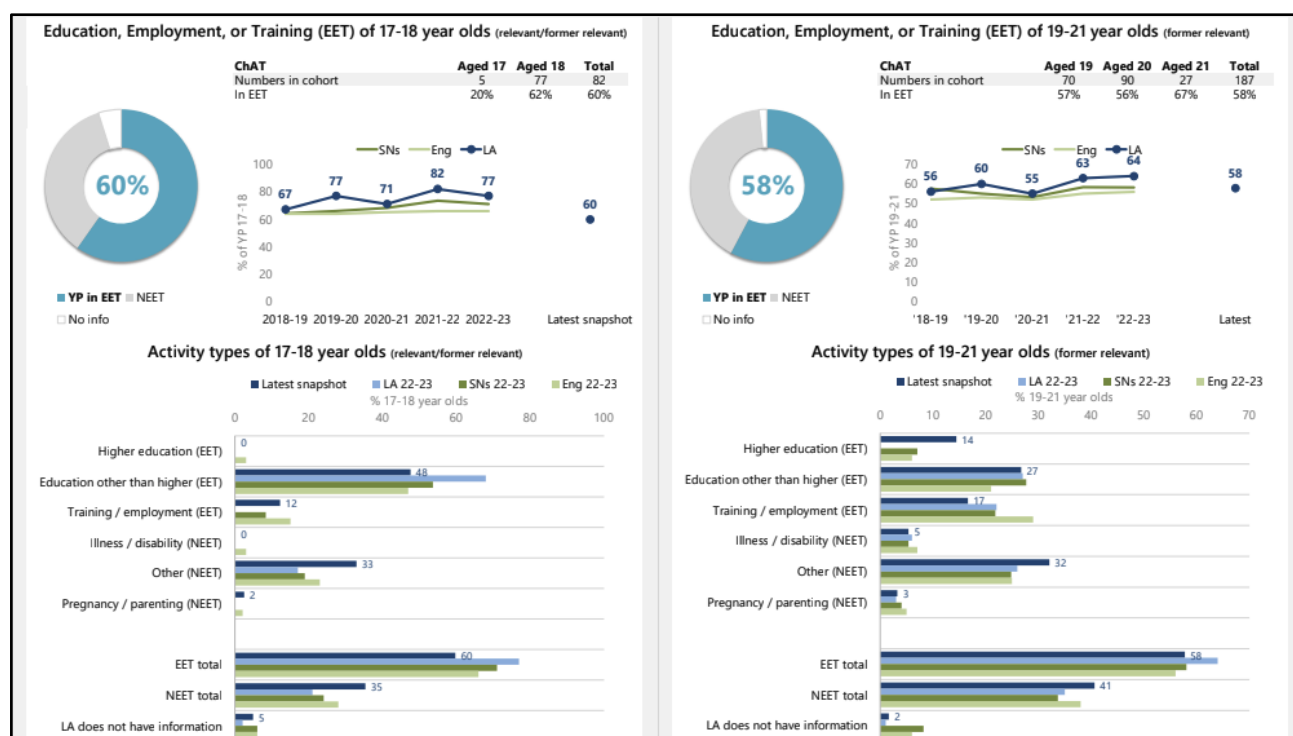 Education, Employment, or Training (EET) of 17-18 year olds (relevant/former relevant)
ChAT Aged 17 Aged 18 Total
Numbers in cohort 5 77 82
In EET 20% 62% 60%
60%
YP in EET NEET
No info
SNs Eng LA
% of YP 17-18
100
80
60
40
20
0
67 77 71 82 77 60
2018-19 2019-20 2020-21 2021-22 2022-23 Latest snapshot
Activity types of 17-18 year olds (relevant/former relevant)
Latest snapshot LA 22-23 SNs 22-23 Eng 22-23
% 17-18 year olds
0 20 40 60 80 100
Higher education (EET) 0
Education other than higher (EET) 48
Training / employment (EET) 12
Illness / disability (NEET) 0
Other (NEET) 33
Pregnancy / parenting (NEET) 2
EET total 60
NEET total 35
LA does not have information 5
Education, Employment, or Training (EET) of 19-21 year olds (former relevant)
ChAT Aged 19 Aged 20 Aged 21 Total
Numbers in cohort 70 90 27 187
In EET 57% 56% 67% 58%
58%
YP in EET NEET
No info
SNs Eng LA
% of YP 19-21
70
60
50
40
30
20
10
0
56 60 55 63 64 58
'18-19 '19-20 '20-21 '21-22 '22-23 Latest
Activity types of 19-21 year olds (former relevant)
Latest snapshot LA 22-23 SNs 22-23 Eng 22-23
% 19-21 year olds
0 10 20 30 40 50 60 70
Higher education (EET) 14
Education other than higher (EET) 27
Training / employment (EET) 17
Illness / disability (NEET) 5
Other (NEET) 32
Pregnancy / parenting (NEET) 3
EET total 58
NEET total 41
LA does not have information 2